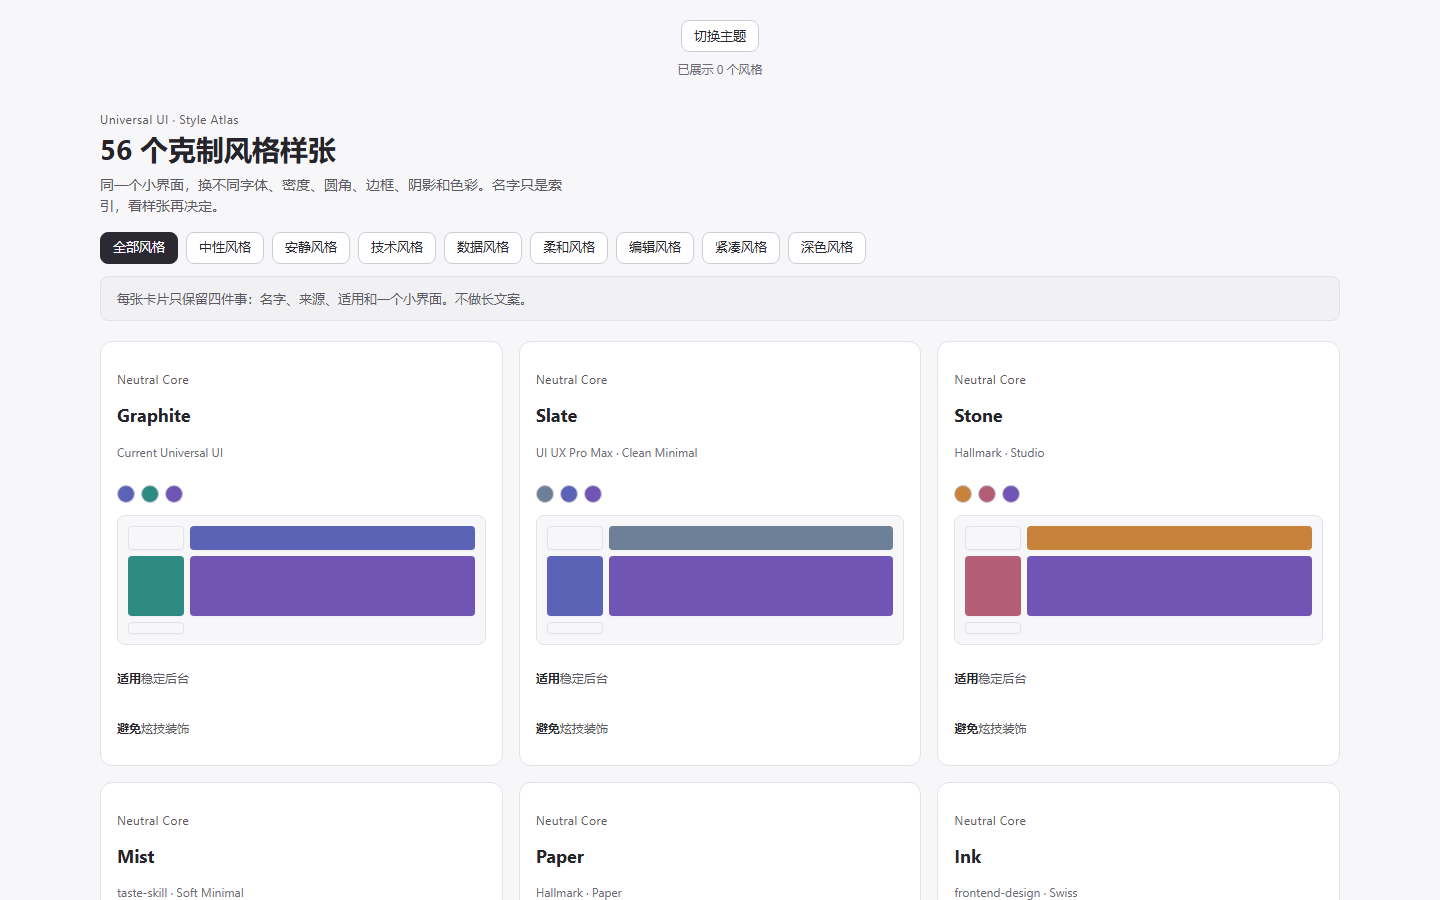 切换主题
已展示 0 个风格
Universal UI · Style Atlas
56 个克制风格样张
同一个小界面，换不同字体、密度、圆角、边框、阴影和色彩。名字只是索
引，看样张再决定。
全部风格 中性风格 安静风格 技术风格 数据风格 柔和风格 编辑风格 紧凑风格 深色风格
每张卡片只保留四件事：名字、来源、适用和一个小界面。不做长文案。
Neutral Core
Graphite
Current Universal UI
适用稳定后台
避免炫技装饰
Neutral Core
Slate
UI UX Pro Max · Clean Minimal
适用稳定后台
避免炫技装饰
Neutral Core
Stone
Hallmark · Studio
适用稳定后台
避免炫技装饰
Neutral Core
Mist
taste-skill · Soft Minimal
Neutral Core
Paper
Hallmark · Paper
Neutral Core
Ink
frontend-design · Swiss